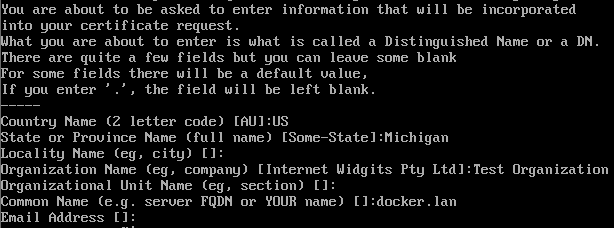 You are about to be asked to enter information that will be incorporated
into your certificate request.
What you are about to enter is what is called a Distinguished Name or a DN.
There are quite a few fields but you can leave some blank
For some fields there will be a default value,
If you enter '.', the field will be left blank.
-----
Country Name (2 letter code) [AU]:US
State or Province Name (full name) [Some-State]:Michigan
Locality Name (eg, city) []:
Organization Name (eg, company) [Internet Widgits Pty Ltd]:Test Organization
Organizational Unit Name (eg, section) []:
Common Name (e.g. server FQDN or YOUR name) []:docker.lan
Email Address []: